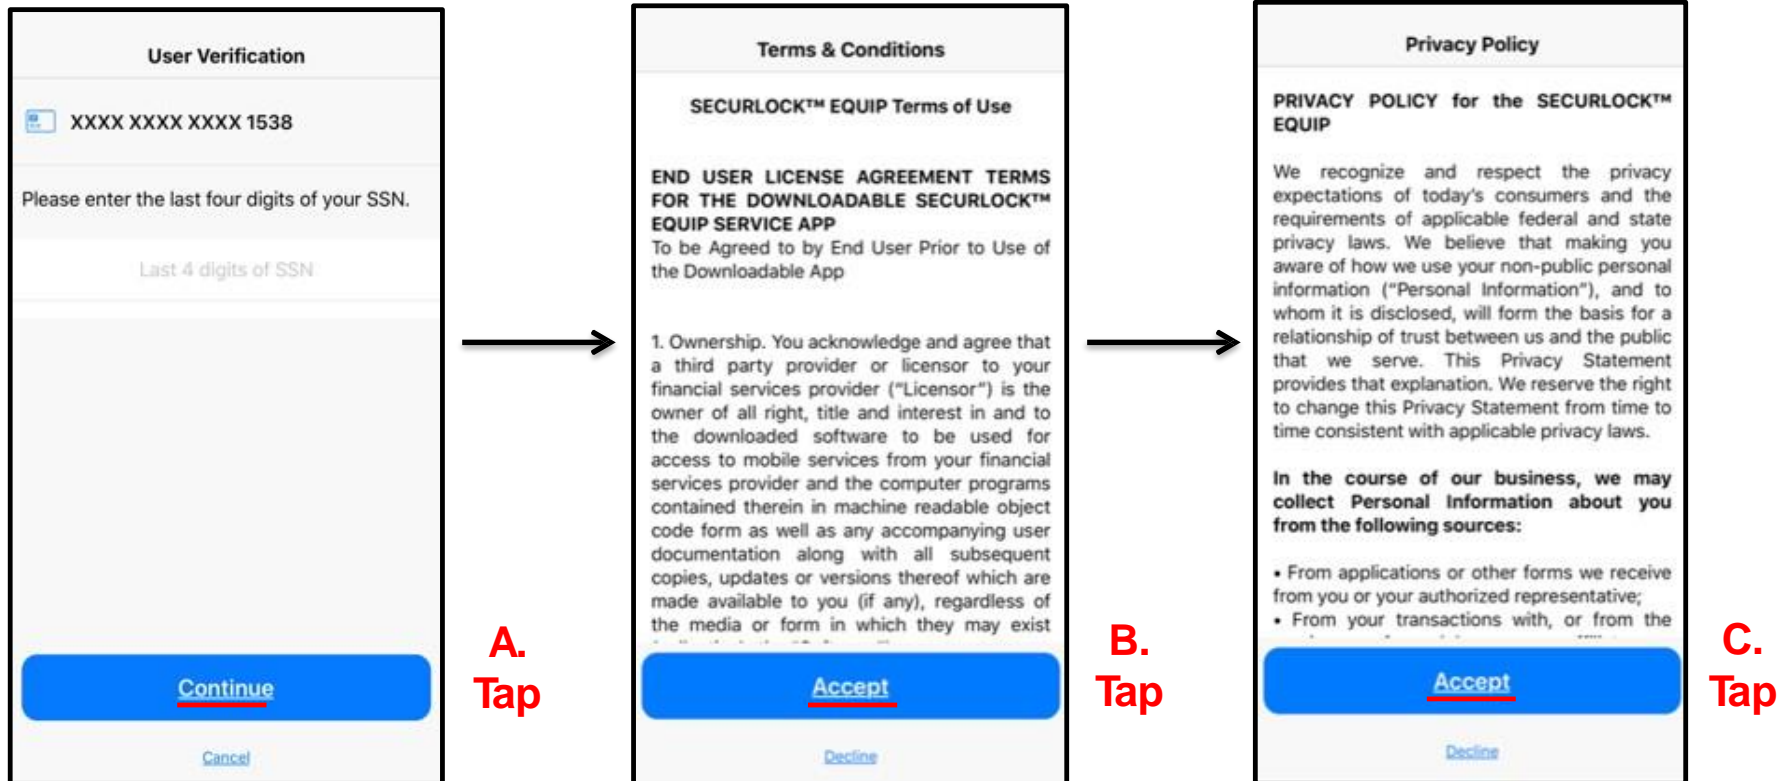 User Verification
XXXX XXXX XXXX 1538
Please enter the last four digits of your SSN.
Last 4 digits of SSN
Continue
Cancel
A.
Tap
Terms & Conditions
SECURLOCK™ EQUIP Terms of Use
END USER LICENSE AGREEMENT TERMS
FOR THE DOWNLOADABLE SECURLOCK™
EQUIP SERVICE APP
To be Agreed to by End User Prior to Use of
the Downloadable App
1. Ownership. You acknowledge and agree that
a third party provider or licensor to your
financial services provider (“Licensor”) is the
owner of all right, title and interest in and to
the downloaded software to be used for
access to mobile services from your financial
services provider and the computer programs
contained therein in machine readable object
code form as well as any accompanying user
documentation along with all subsequent
copies, updates or versions thereof which are
made available to you (if any), regardless of
the media or form in which they may exist
Accept
Decline
B.
Tap
Privacy Policy
PRIVACY POLICY for the SECURLOCK™
EQUIP
We recognize and respect the privacy
expectations of today’s consumers and the
requirements of applicable federal and state
privacy laws. We believe that making you
aware of how we use your non-public personal
information (“Personal Information”), and to
whom it is disclosed, will form the basis for a
relationship of trust between us and the public
that we serve. This Privacy Statement
provides that explanation. We reserve the right
to change this Privacy Statement from time to
time consistent with applicable privacy laws.
In the course of our business, we may
collect Personal Information about you
from the following sources:
• From applications or other forms we receive
from you or your authorized representative;
• From your transactions with, or from the
Accept
Decline
C.
Tap